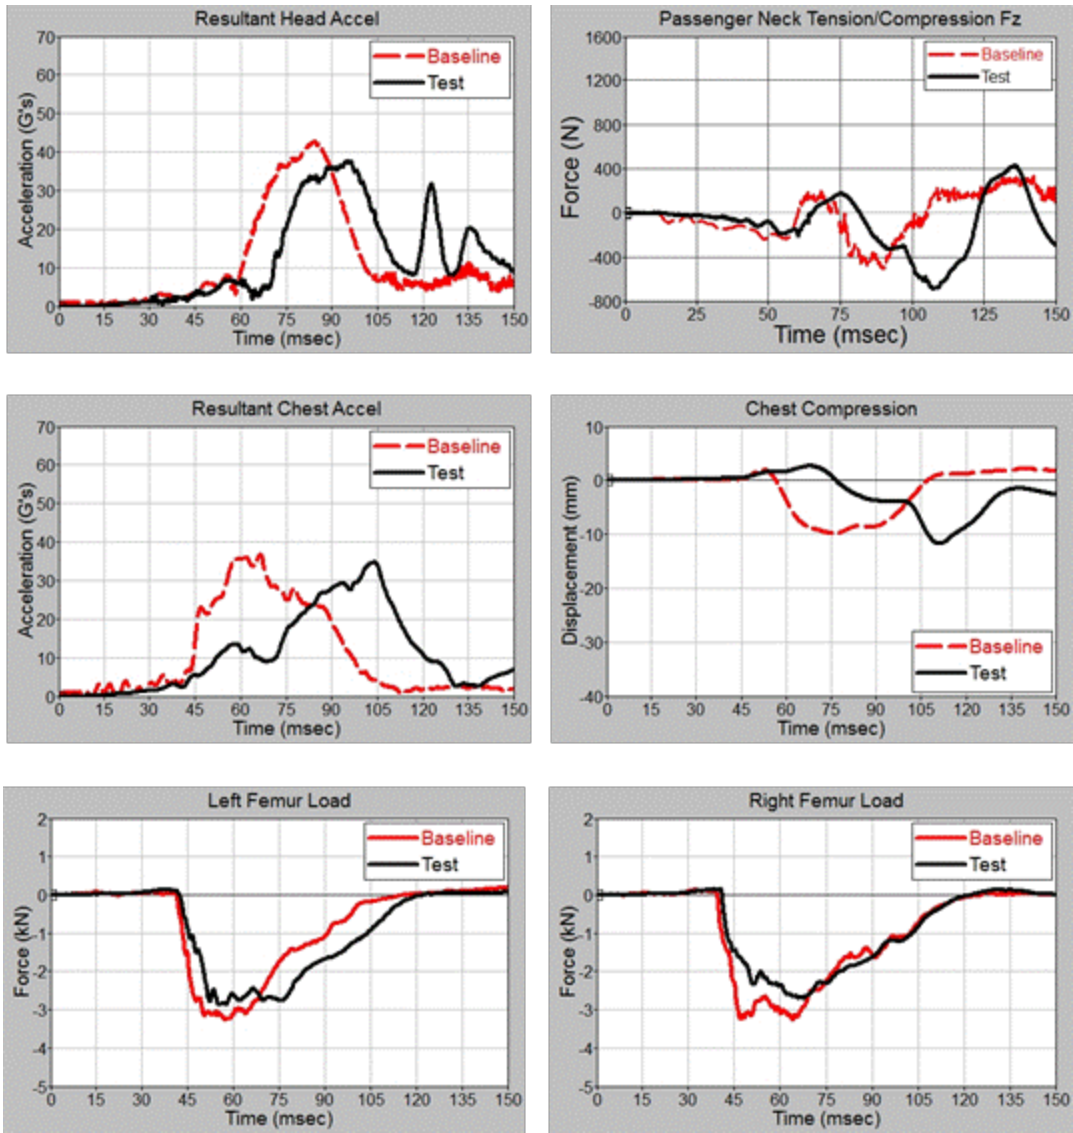 Resultant Head Accel
70
60
50
40
30
20
10
0
Acceleration (G's)
Baseline
Test
0 15 30 45 60 75 90 105 120 135 150
Time (msec)
Passenger Neck Tension/Compression Fz
1600
1200
800
400
0
-400
-800
Force (N)
Baseline
Test
0 25 50 75 100 125 150
Time (msec)
Resultant Chest Accel
70
60
50
40
30
20
10
0
Acceleration (G's)
Baseline
Test
0 15 30 45 60 75 90 105 120 135 150
Time (msec)
Chest Compression
10
0
-10
-20
-30
-40
Displacement (mm)
Baseline
Test
0 15 30 45 60 75 90 105 120 135 150
Time (msec)
Left Femur Load
2
1
0
-1
-2
-3
-4
-5
Force (kN)
Baseline
Test
0 15 30 45 60 75 90 105 120 135 150
Time (msec)
Right Femur Load
2
1
0
-1
-2
-3
-4
-5
Force (kN)
Baseline
Test
0 15 30 45 60 75 90 105 120 135 150
Time (msec)